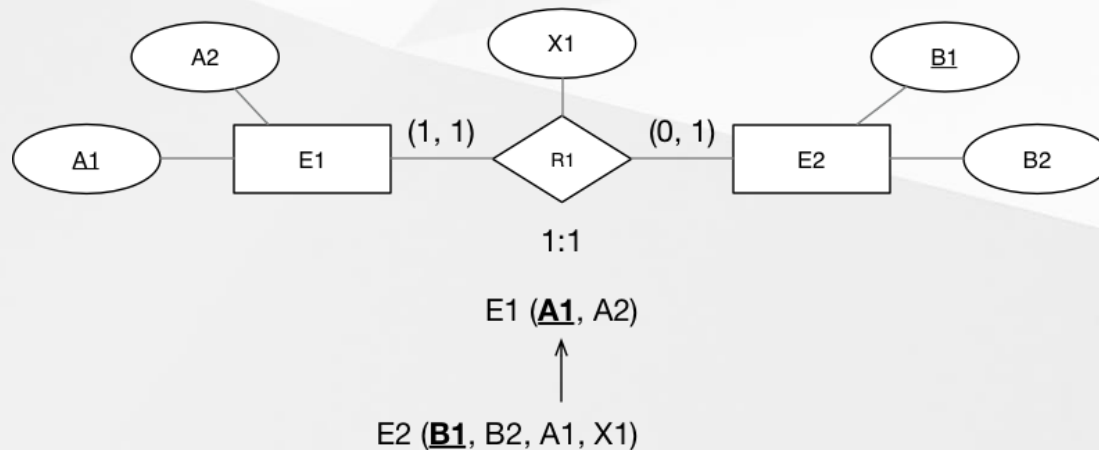 A2
X1
B1
A1
E1
(1, 1)
R1
(0, 1)
E2
B2
1:1
E1 (A1, A2)
E2 (B1, B2, A1, X1)